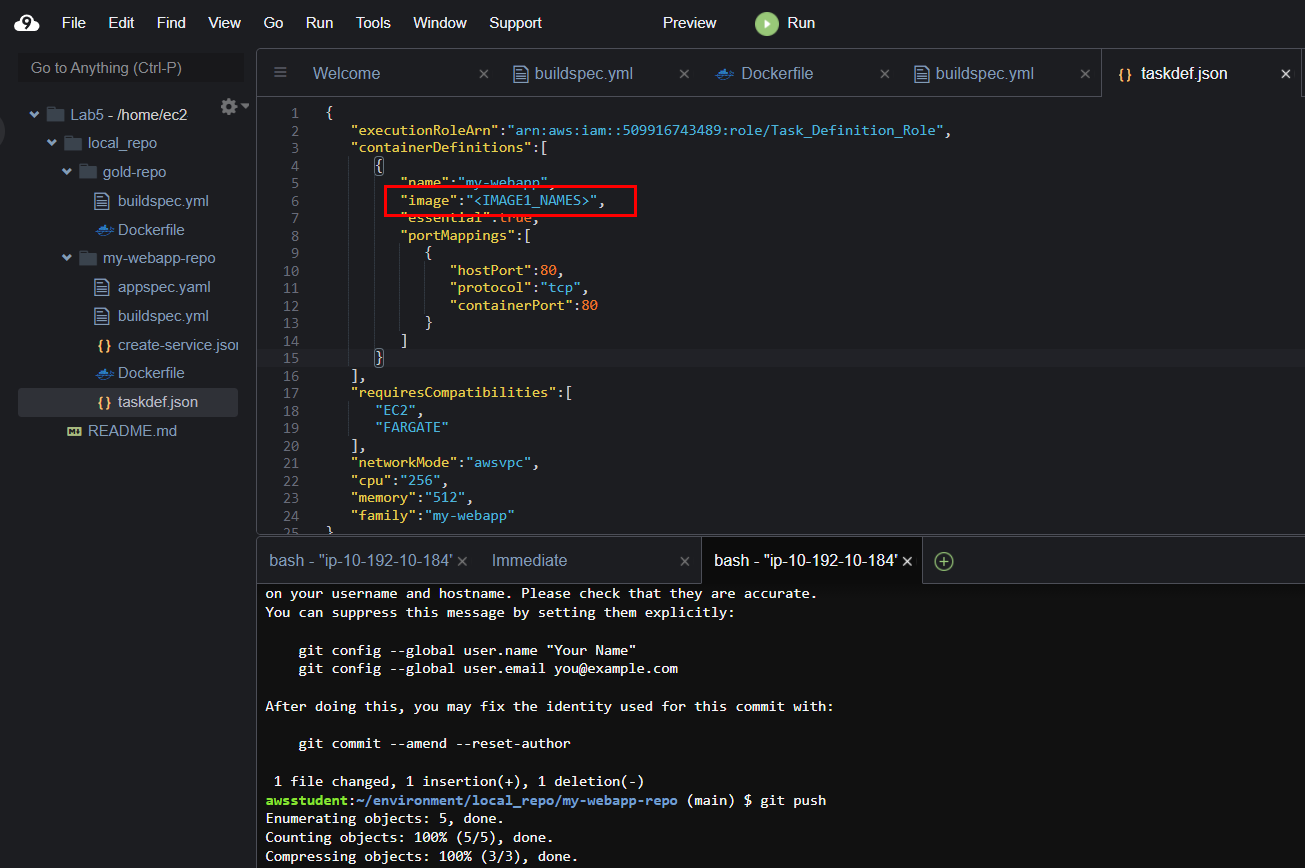 9 File Edit Find View Go Run Tools Window Support Preview Run
Go to Anything (Ctrl-P)
Lab5 - /home/ec2
local_repo
gold-repo
buildspec.yml
Dockerfile
my-webapp-repo
appspec.yaml
buildspec.yml
create-service.json
Dockerfile
taskdef.json
README.md
Welcome buildspec.yml Dockerfile buildspec.yml {} taskdef.json
1 {
2 "executionRoleArn":"arn:aws:iam::509916743489:role/Task_Definition_Role",
3 "containerDefinitions":[
4 {
5 "name":"my-webapp",
6 "image":"<IMAGE1_NAMES>",
7 "essential":true,
8 "portMappings":[
9 {
10 "hostPort":80,
11 "protocol":"tcp",
12 "containerPort":80
13 }
14 ]
15 }
16 ],
17 "requiresCompatibilities":[
18 "EC2",
19 "FARGATE"
20 ],
21 "networkMode":"awsvpc",
22 "cpu":"256",
23 "memory":"512",
24 "family":"my-webapp"
25 }
bash - "ip-10-192-10-184' Immediate bash - "ip-10-192-10-184'
on your username and hostname. Please check that they are accurate.
You can suppress this message by setting them explicitly:
git config --global user.name "Your Name"
git config --global user.email you@example.com
After doing this, you may fix the identity used for this commit with:
git commit --amend --reset-author
1 file changed, 1 insertion(+), 1 deletion(-)
awsstudent:~/environment/local_repo/my-webapp-repo (main) $ git push
Enumerating objects: 5, done.
Counting objects: 100% (5/5), done.
Compressing objects: 100% (3/3), done.